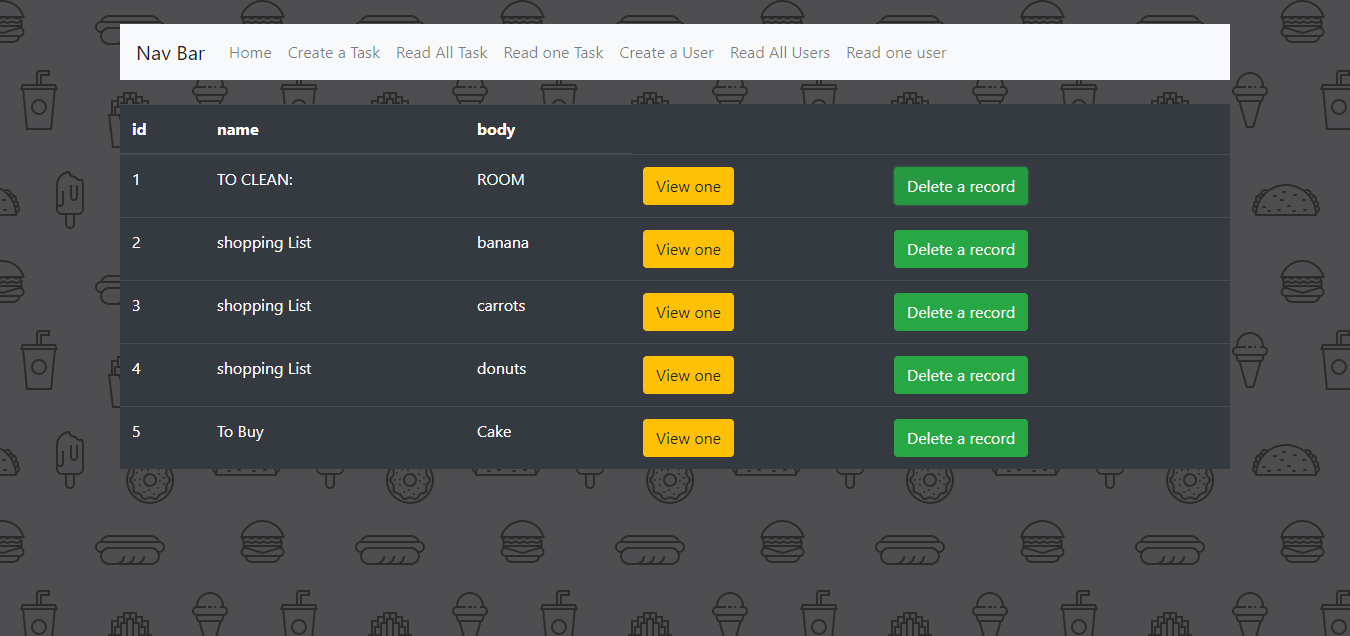 Nav Bar Home Create a Task Read All Task Read one Task Create a User Read All Users Read one user
id name body
1 TO CLEAN: ROOM View one Delete a record
2 shopping List banana View one Delete a record
3 shopping List carrots View one Delete a record
4 shopping List donuts View one Delete a record
5 To Buy Cake View one Delete a record